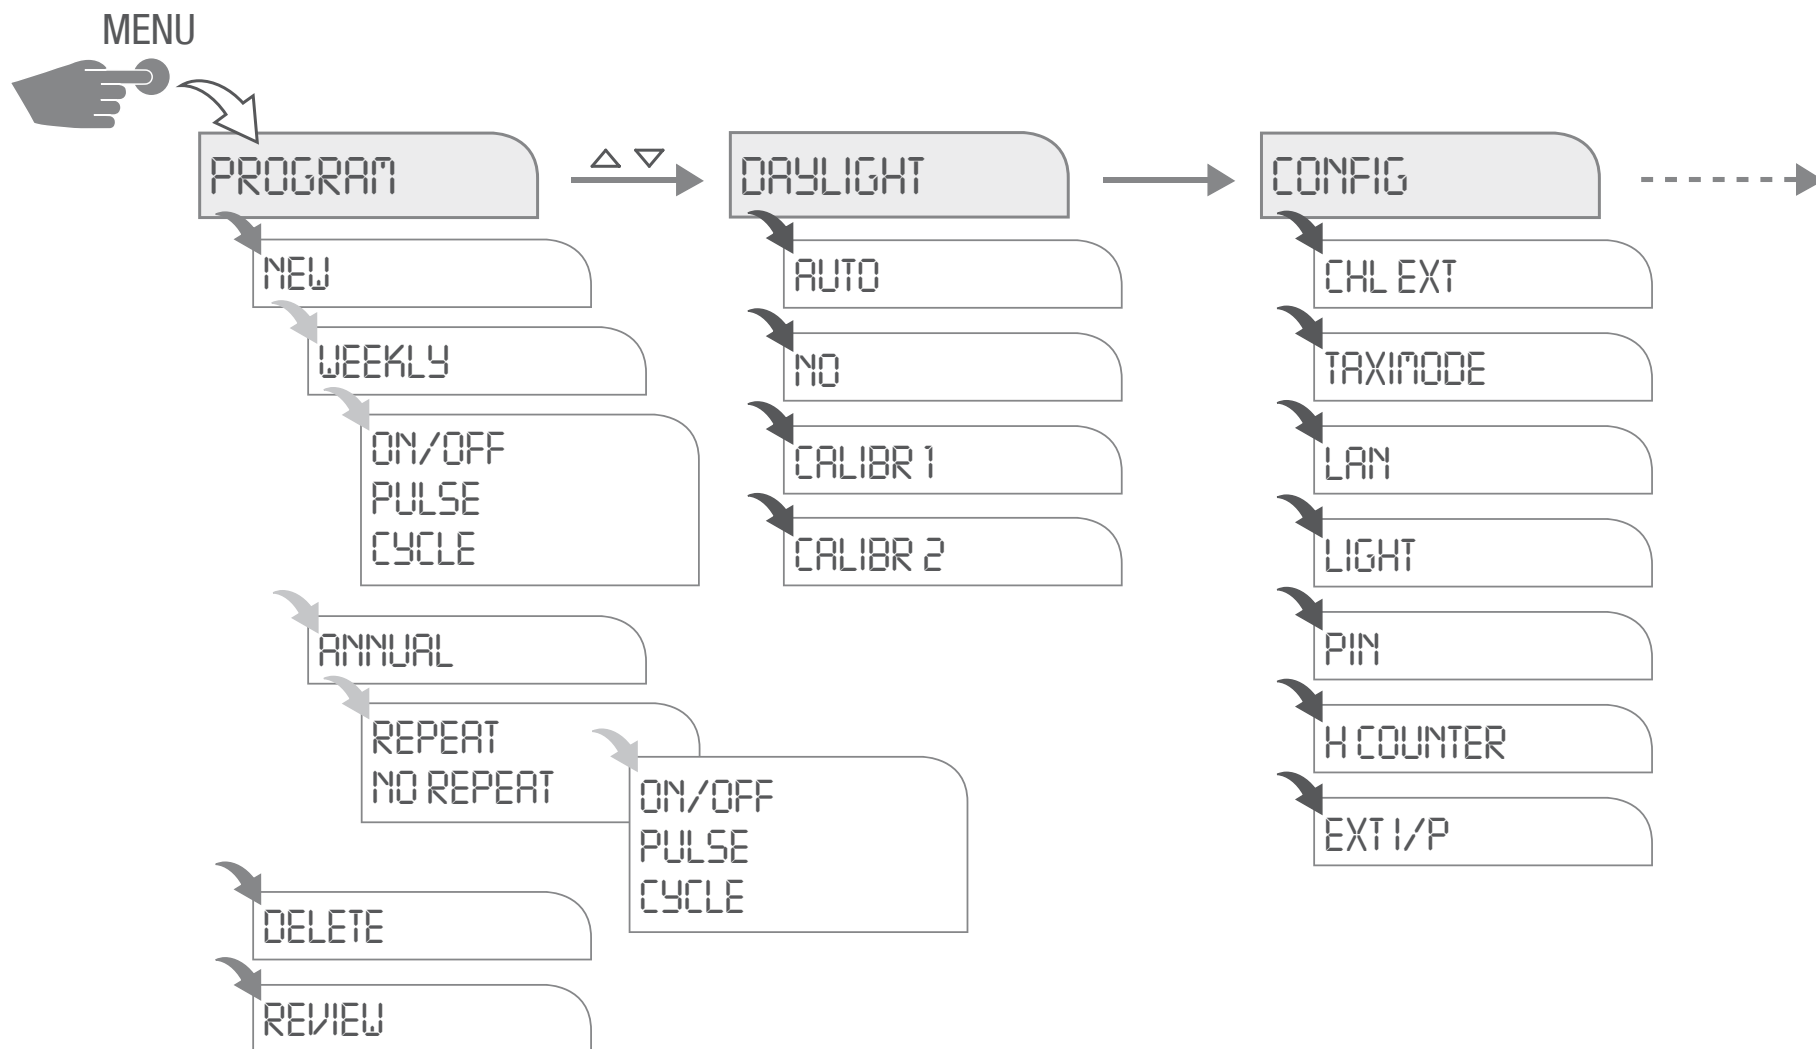 MENU
PROGRAM
NEW
WEEKLY
ON/OFF
PULSE
CYCLE
ANNUAL
REPEAT
NO REPEAT
ON/OFF
PULSE
CYCLE
DELETE
REVIEW
DAYLIGHT
AUTO
NO
CALIBR 1
CALIBR 2
CONFIG
CHL EXT
TAXIMODE
LAN
LIGHT
PIN
H COUNTER
EXT I/P